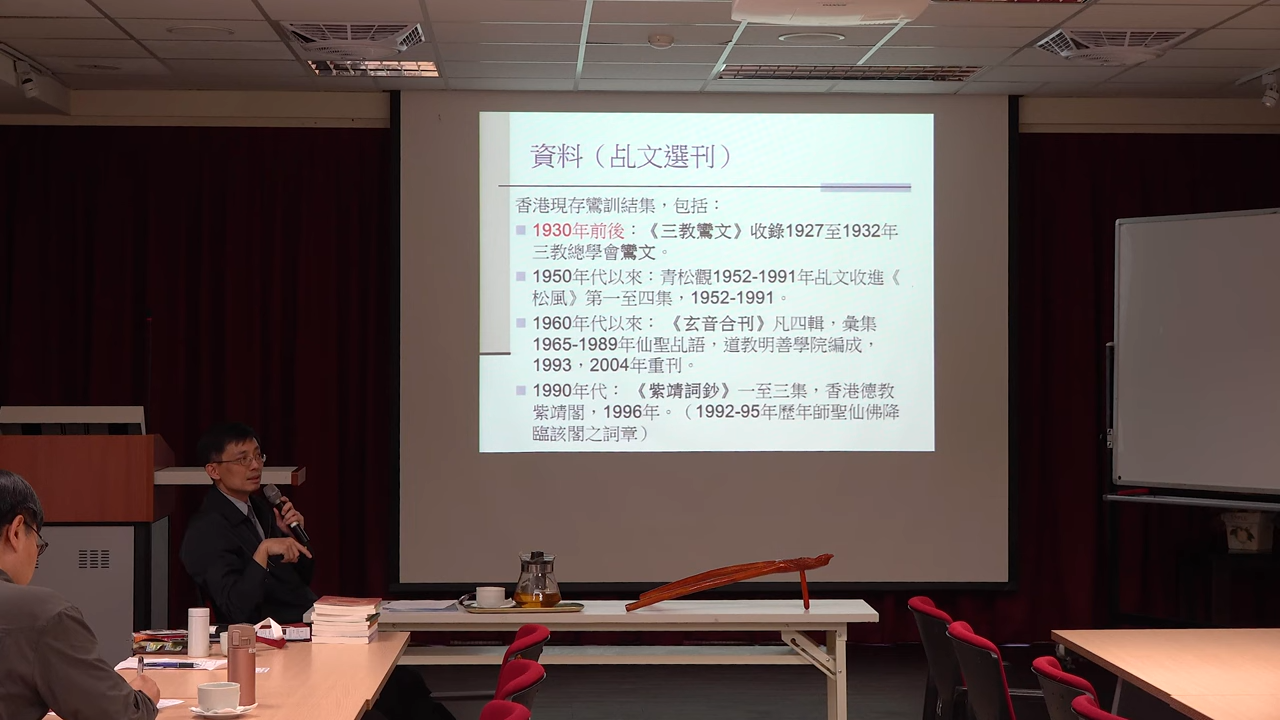 資料（乩文選刊）
香港現存鸞訓結集，包括：
1930年前後：《三教鸞文》收錄1927至1932年
三教總學會鸞文。
1950年代以來：青松觀1952-1991年乩文收進《
松風》第一至四集，1952-1991。
1960年代以來：《玄音合刊》凡四輯，彙集
1965-1989年仙聖乩語，道教明善學院編成，
1993，2004年重刊。
1990年代：《紫靖詞鈔》一至三集，香港德教
紫靖閣，1996年。（1992-95年歷年師聖仙佛降
臨該閣之詞章）